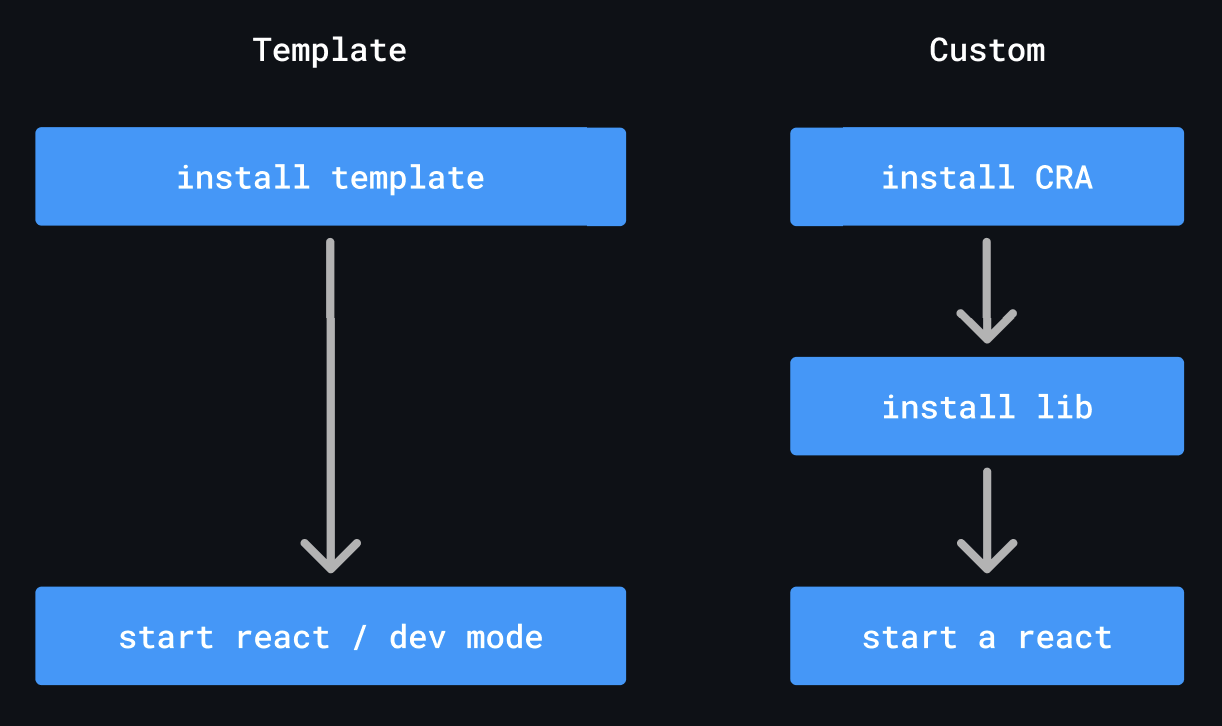 Template
install template
start react / dev mode
Custom
install CRA
install lib
start a react